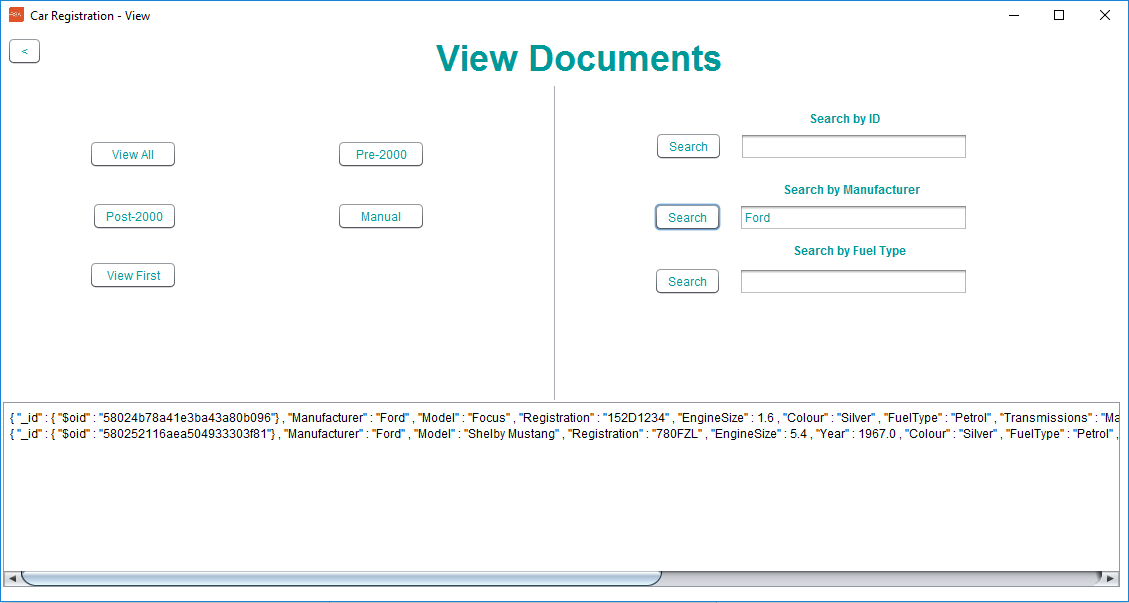 Car Registration - View
<
View Documents
View All
Pre-2000
Post-2000
Manual
View First
Search by ID
Search
Search by Manufacturer
Search
Ford
Search by Fuel Type
Search
{ "_id" : { "$oid" : "58024b78a41e3ba43a80b096"} , "Manufacturer" : "Ford" , "Model" : "Focus" , "Registration" : "152D1234" , "EngineSize" : 1.6 , "Colour" : "Silver" , "FuelType" : "Petrol" , "Transmissions" : "Ma
{ "_id" : { "$oid" : "580252116aea504933303f81"} , "Manufacturer" : "Ford" , "Model" : "Shelby Mustang" , "Registration" : "780FZL" , "EngineSize" : 5.4 , "Year" : 1967.0 , "Colour" : "Silver" , "FuelType" : "Petrol" ,